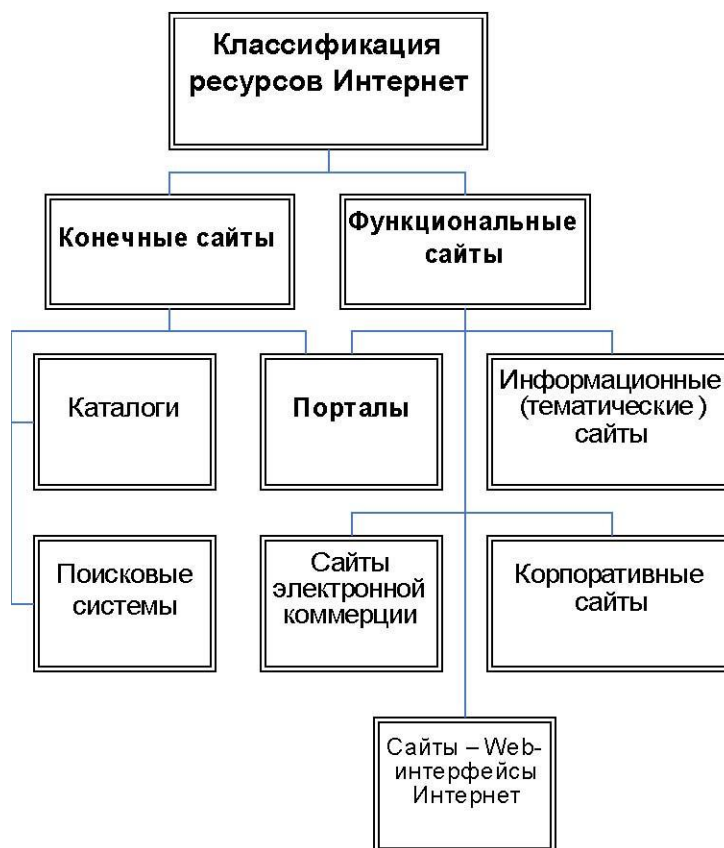 Классификация
ресурсов Интернет
Конечные сайты
Функциональные
сайты
Каталоги
Порталы
Информационные
(тематические )
сайты
Поисковые
системы
Сайты
электронной
коммерции
Корпоративные
сайты
Сайты – Web-
интерфейсы
Интернет